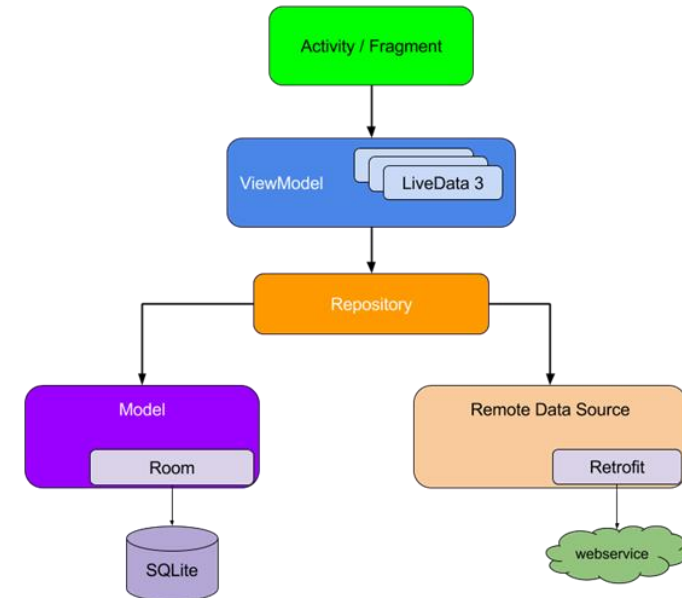 Activity / Fragment
ViewModel
LiveData 3
Repository
Model
Remote Data Source
Room
Retrofit
SQLite
webservice